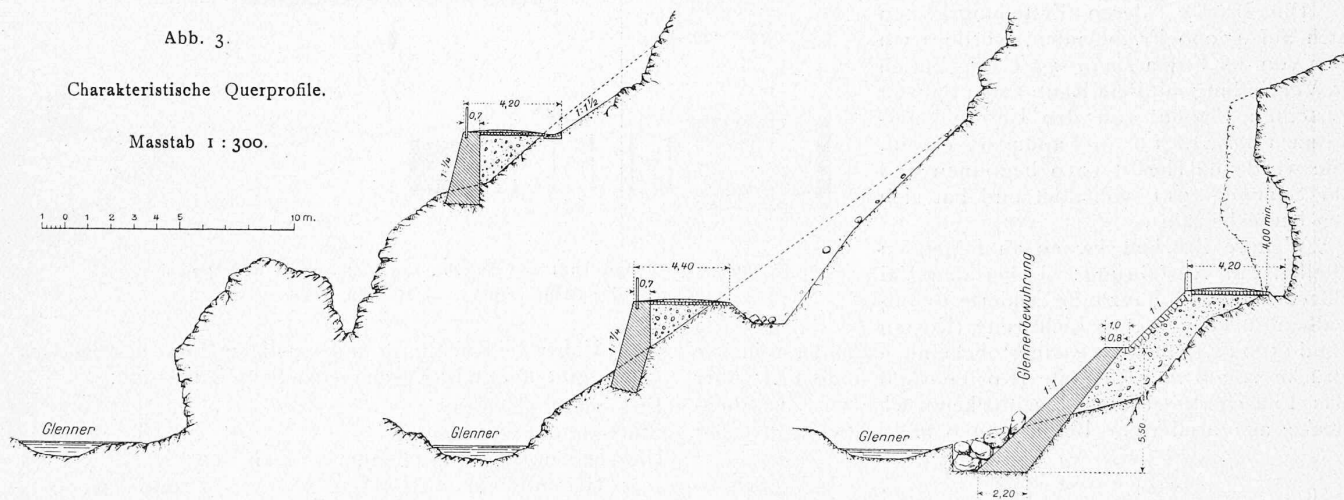 Abb. 3.
Charakteristische Querprofile.
Masstab 1 : 300.
1 0 1 2 3 4 5 10 m.
4,20
0,7
1:1½
1:¼
Glenner
4,40
0,7
1:¼
Glenner
4,00 min.
4,20
Glennerbewuhrung
1,0
0,8
1:1
Glenner
5,50
2,20